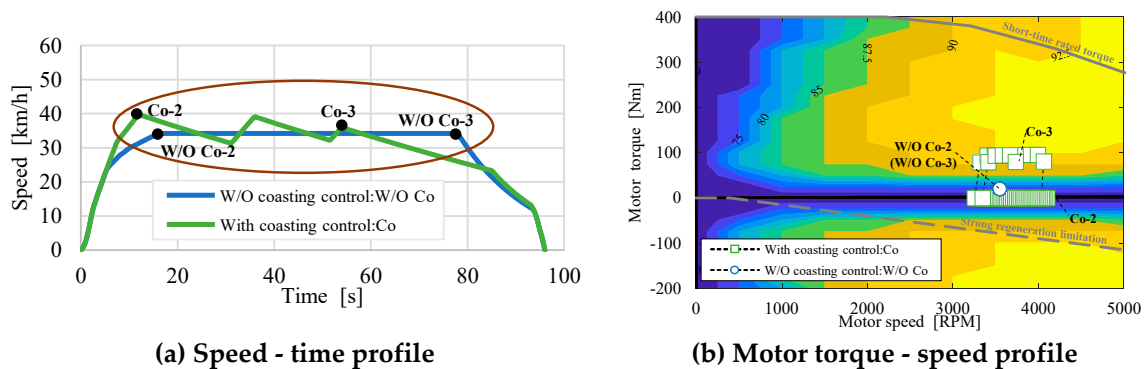 60
50
40
30
20
10
0
0
20
40
60
80
100
Speed [km/h]
Time [s]
Co-2
Co-3
W/O Co-3
W/O Co-2
W/O coasting control:W/O Co
With coasting control:Co
(a) Speed - time profile
400
300
200
100
0
-100
-200
0
1000
2000
3000
4000
5000
Motor torque [Nm]
Motor speed [RPM]
Short-time rated torque
75
80
85
87.5
90
92.5
Co-3
W/O Co-2
(W/O Co-3)
Co-2
Strong regeneration limitation
With coasting control:Co
W/O coasting control:W/O Co
(b) Motor torque - speed profile